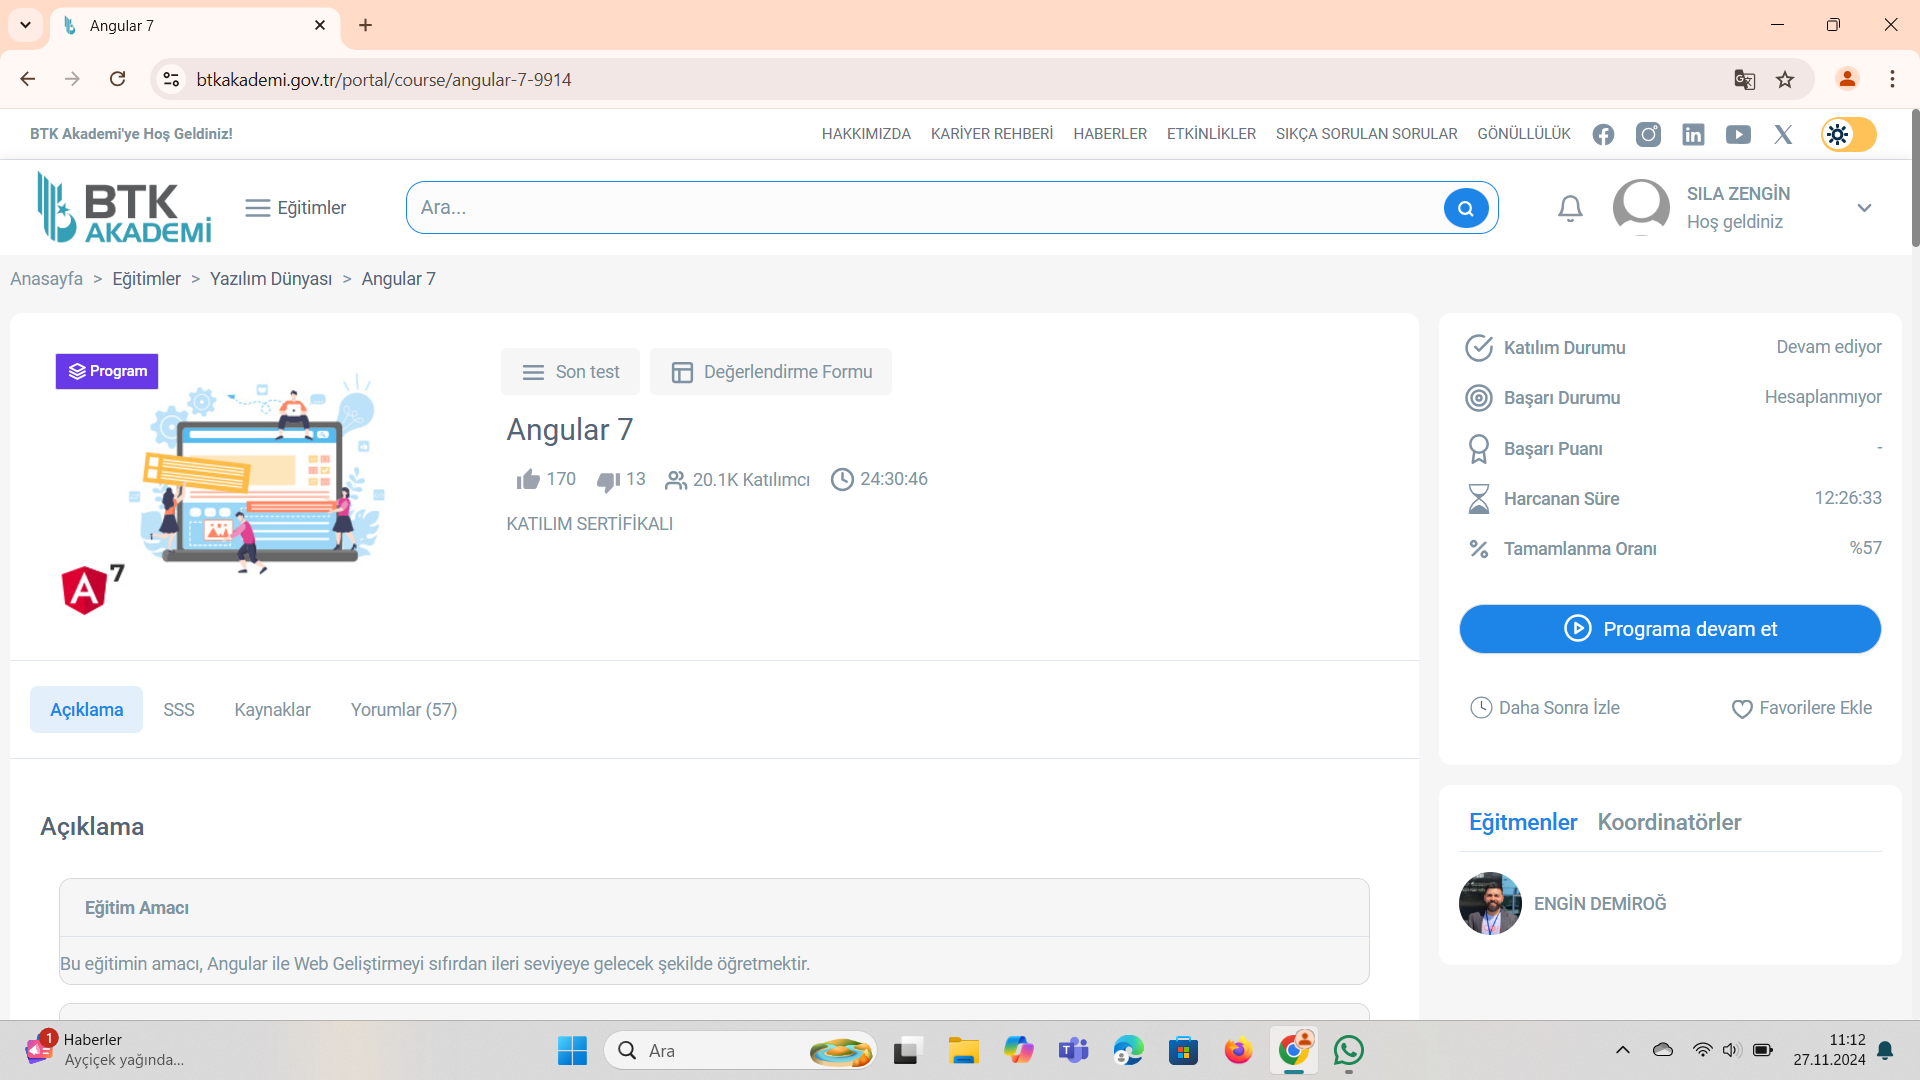 Angular 7
btkakademi.gov.tr/portal/course/angular-7-9914
BTK Akademi'ye Hoş Geldiniz!
HAKKIMIZDA KARİYER REHBERİ HABERLER ETKİNLİKLER SIKÇA SORULAN SORULAR GÖNÜLLÜLÜK
BTK AKADEMİ
Eğitimler
Ara...
SILA ZENGİN
Hoş geldiniz
Anasayfa > Eğitimler > Yazılım Dünyası > Angular 7
Program
7
A
Son test
Değerlendirme Formu
Angular 7
170 13 20.1K Katılımcı 24:30:46
KATILIM SERTİFİKALI
Katılım Durumu Devam ediyor
Başarı Durumu Hesaplanmıyor
Başarı Puanı -
Harcanan Süre 12:26:33
Tamamlanma Oranı %57
Programa devam et
Daha Sonra İzle Favorilere Ekle
Açıklama SSS Kaynaklar Yorumlar (57)
Açıklama
Eğitim Amacı
Bu eğitimin amacı, Angular ile Web Geliştirmeyi sıfırdan ileri seviyeye gelecek şekilde öğretmektir.
Eğitmenler Koordinatörler
ENGİN DEMİROĞ
1
Haberler
Ayçiçek yağında...
Ara
11:12
27.11.2024